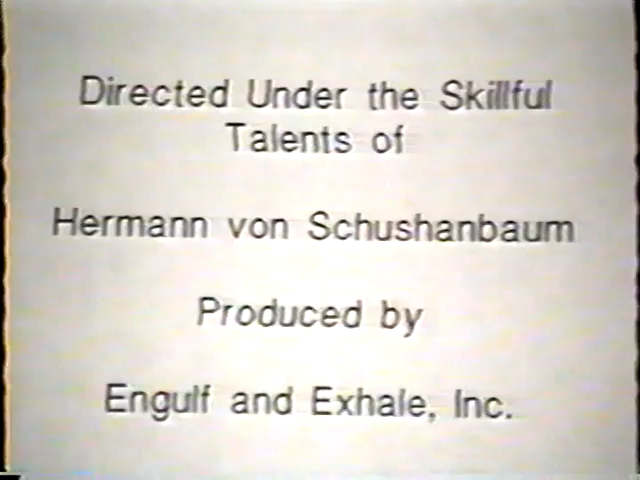 Directed Under the Skillful
Talents of
Hermann von Schushanbaum
Produced by
Engulf and Exhale, Inc.